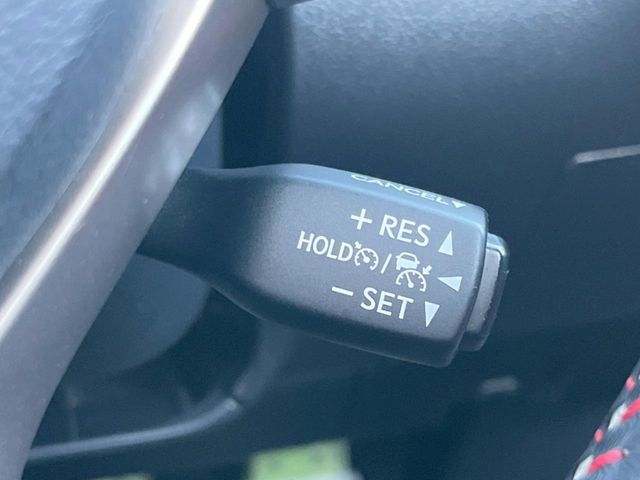 CANCEL
+ RES
HOLD /
− SET